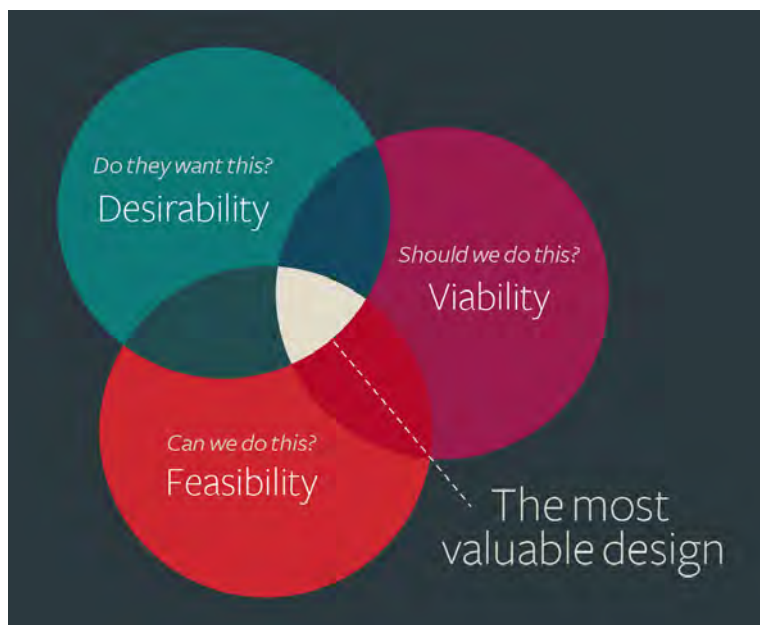 Do they want this?
Desirability
Should we do this?
Viability
Can we do this?
Feasibility
The most
valuable design